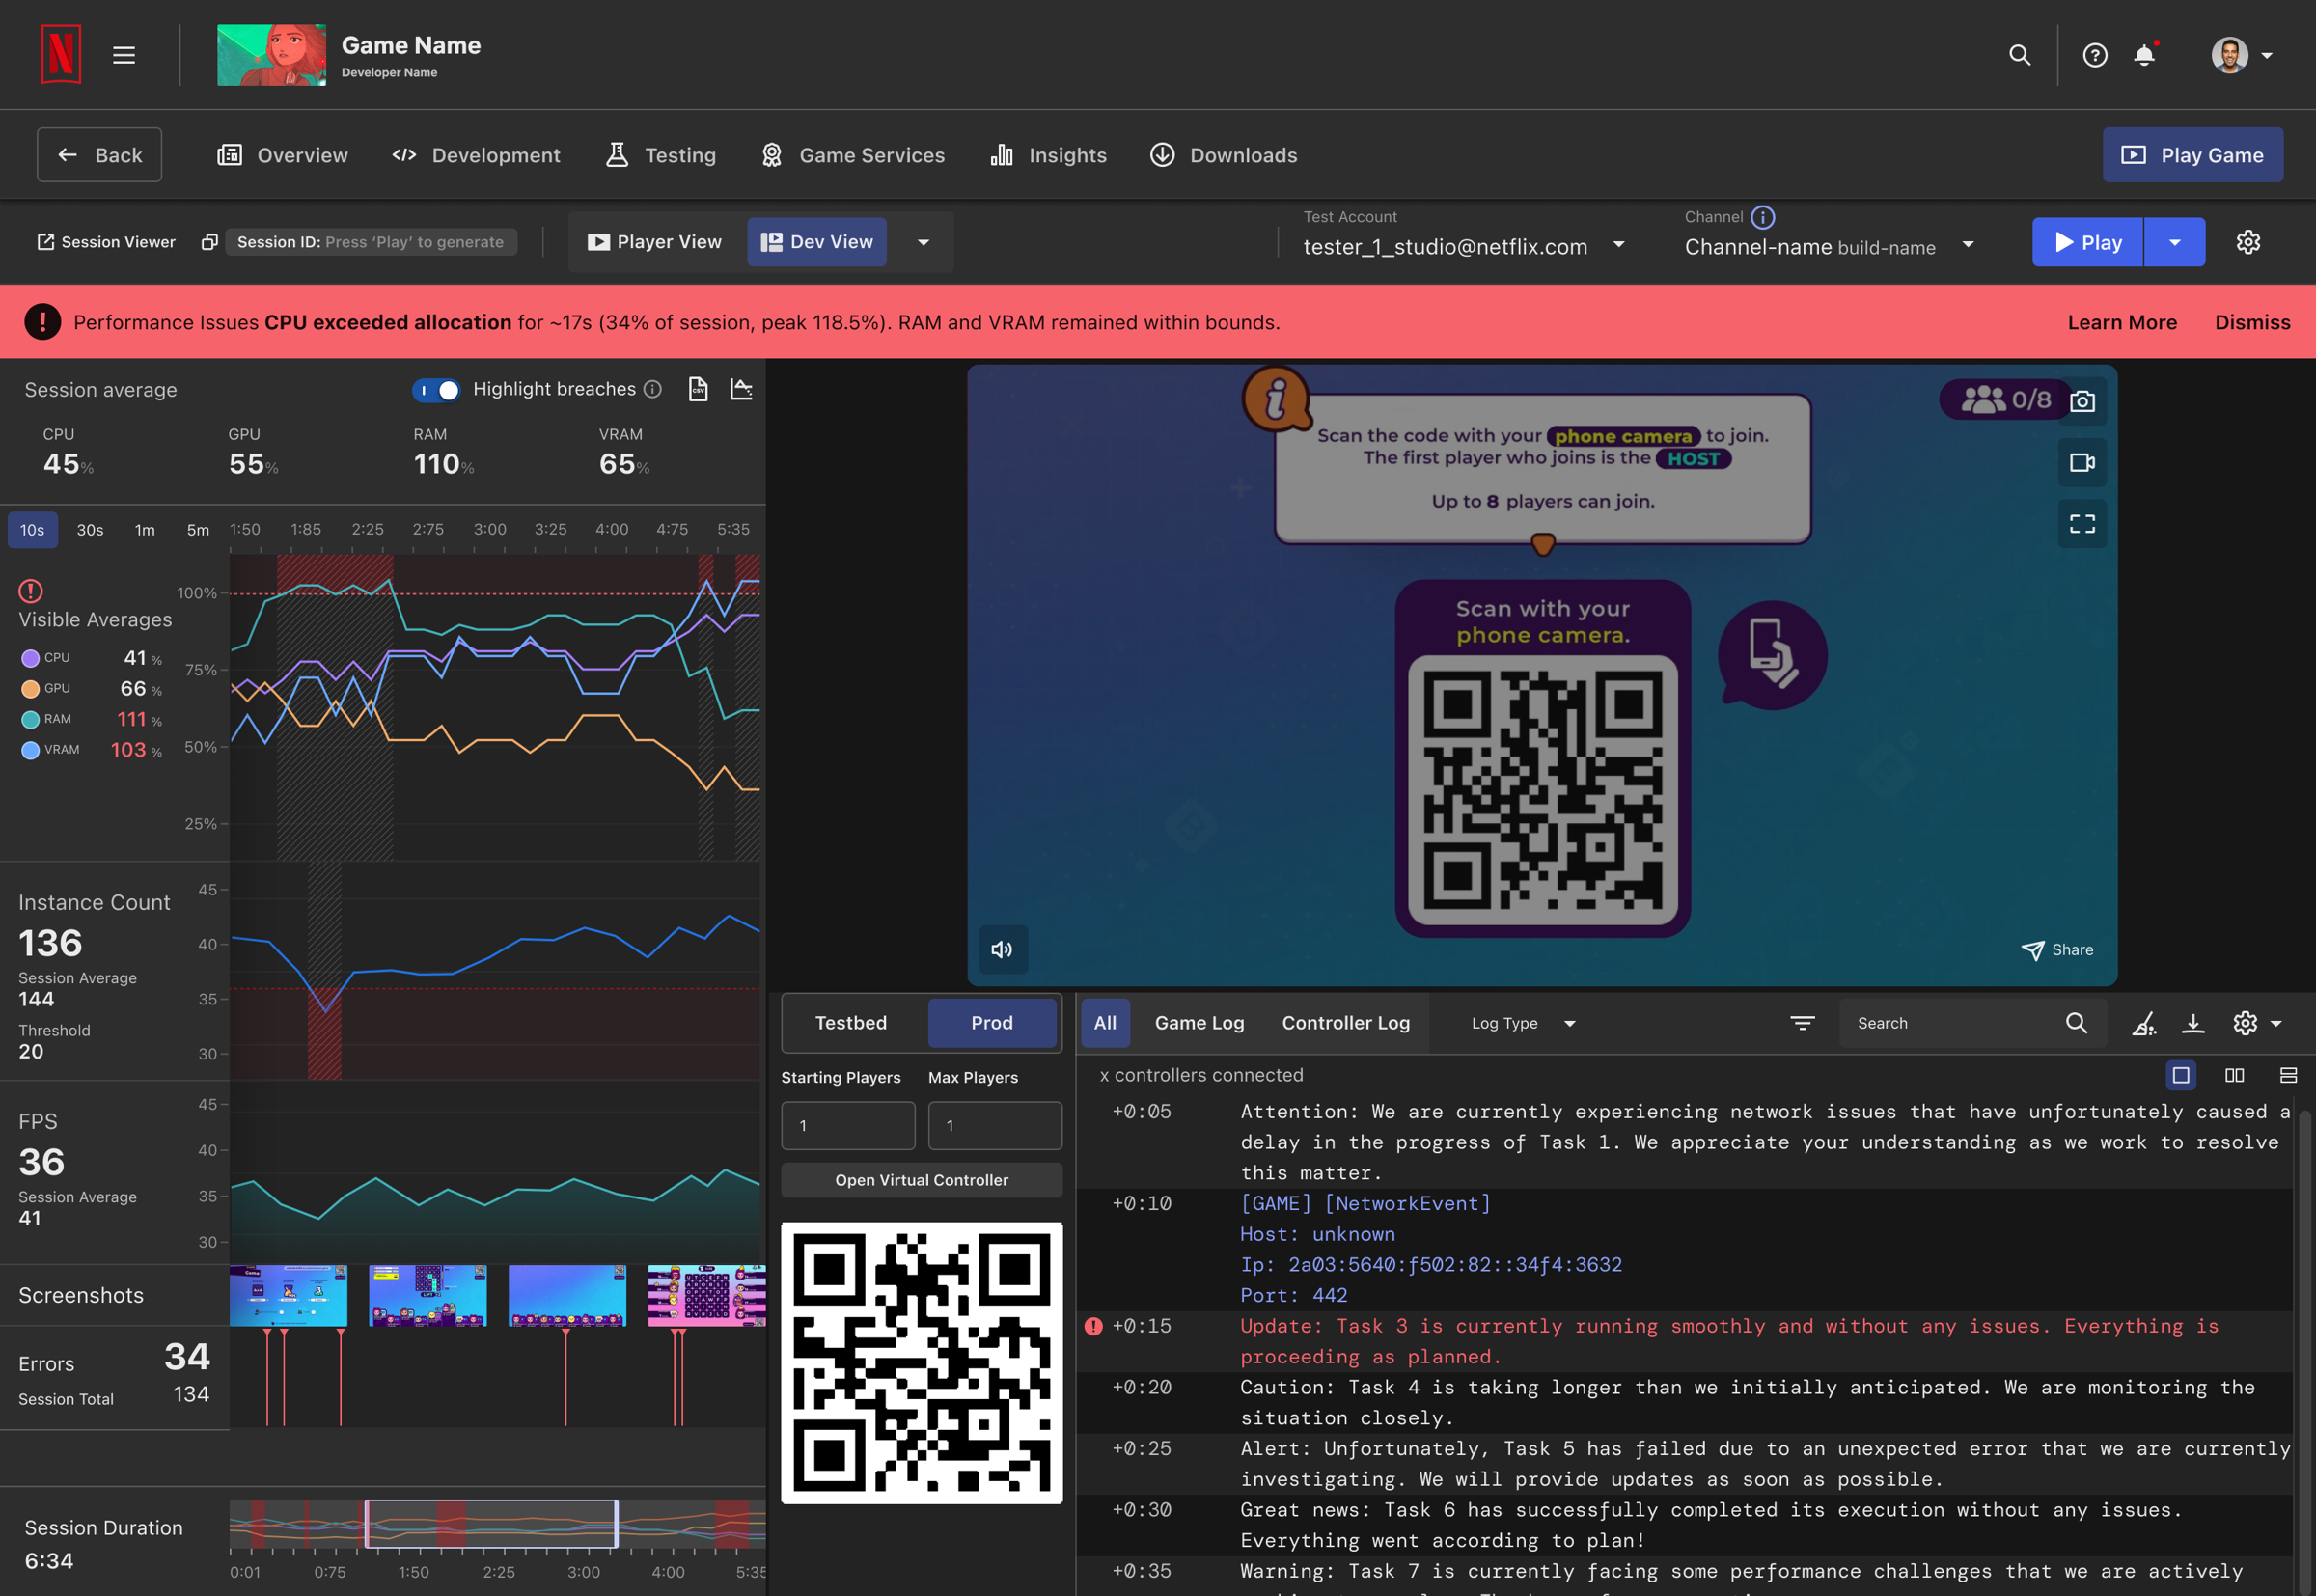 Game Name
Developer Name
Back
Overview
Development
Testing
Game Services
Insights
Downloads
Play Game
Session Viewer
Session ID: Press ‘Play’ to generate
Player View
Dev View
Test Account
tester_1_studio@netflix.com
Channel
Channel-name build-name
Play
Performance Issues CPU exceeded allocation for ~17s (34% of session, peak 118.5%). RAM and VRAM remained within bounds.
Learn More
Dismiss
Session average
Highlight breaches
CSV
CPU
45%
GPU
55%
RAM
110%
VRAM
65%
10s 30s 1m 5m
1:50 1:85 2:25 2:75 3:00 3:25 4:00 4:75 5:35
Visible Averages
CPU 41 %
GPU 66 %
RAM 111 %
VRAM 103 %
100%
75%
50%
25%
Instance Count
136
Session Average
144
Threshold
20
45
40
35
30
FPS
36
Session Average
41
45
40
35
30
Screenshots
Errors 34
Session Total 134
Session Duration
6:34
0:01 0:75 1:50 2:25 3:00 4:00 5:35
Scan the code with your phone camera to join.
The first player who joins is the HOST
Up to 8 players can join.
0/8
Scan with your
phone camera.
Share
Testbed
Prod
Starting Players
Max Players
1
1
Open Virtual Controller
All
Game Log
Controller Log
Log Type
Search
x controllers connected
+0:05 Attention: We are currently experiencing network issues that have unfortunately caused a
delay in the progress of Task 1. We appreciate your understanding as we work to resolve
this matter.
+0:10 [GAME] [NetworkEvent]
Host: unknown
Ip: 2a03:5640:f502:82::34f4:3632
Port: 442
+0:15 Update: Task 3 is currently running smoothly and without any issues. Everything is
proceeding as planned.
+0:20 Caution: Task 4 is taking longer than we initially anticipated. We are monitoring the
situation closely.
+0:25 Alert: Unfortunately, Task 5 has failed due to an unexpected error that we are currently
investigating. We will provide updates as soon as possible.
+0:30 Great news: Task 6 has successfully completed its execution without any issues.
Everything went according to plan!
+0:35 Warning: Task 7 is currently facing some performance challenges that we are actively